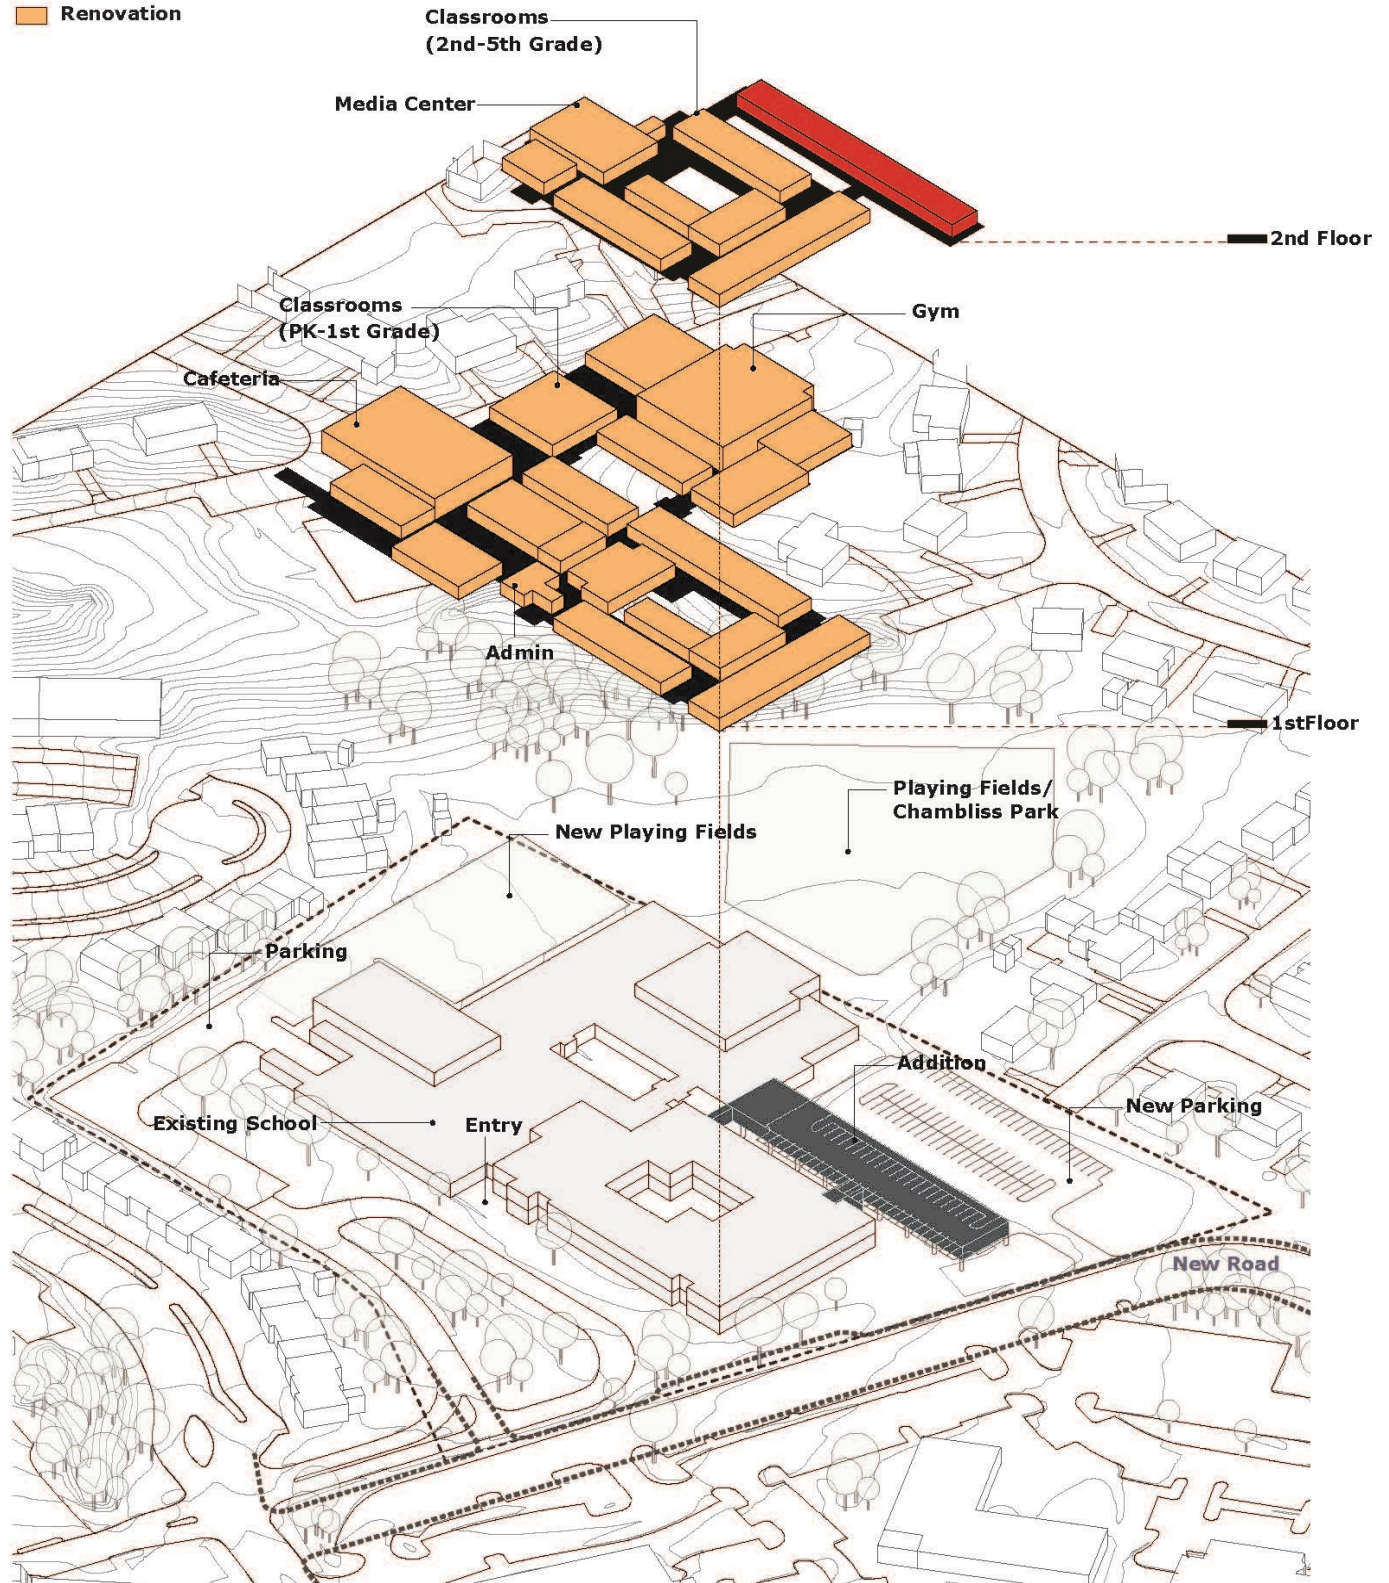 Renovation
Classrooms
(2nd-5th Grade)
Media Center
2nd Floor
Classrooms
(PK-1st Grade)
Gym
Cafeteria
Admin
1stFloor
Playing Fields/
Chambliss Park
New Playing Fields
Parking
Addition
New Parking
Existing School
Entry
New Road